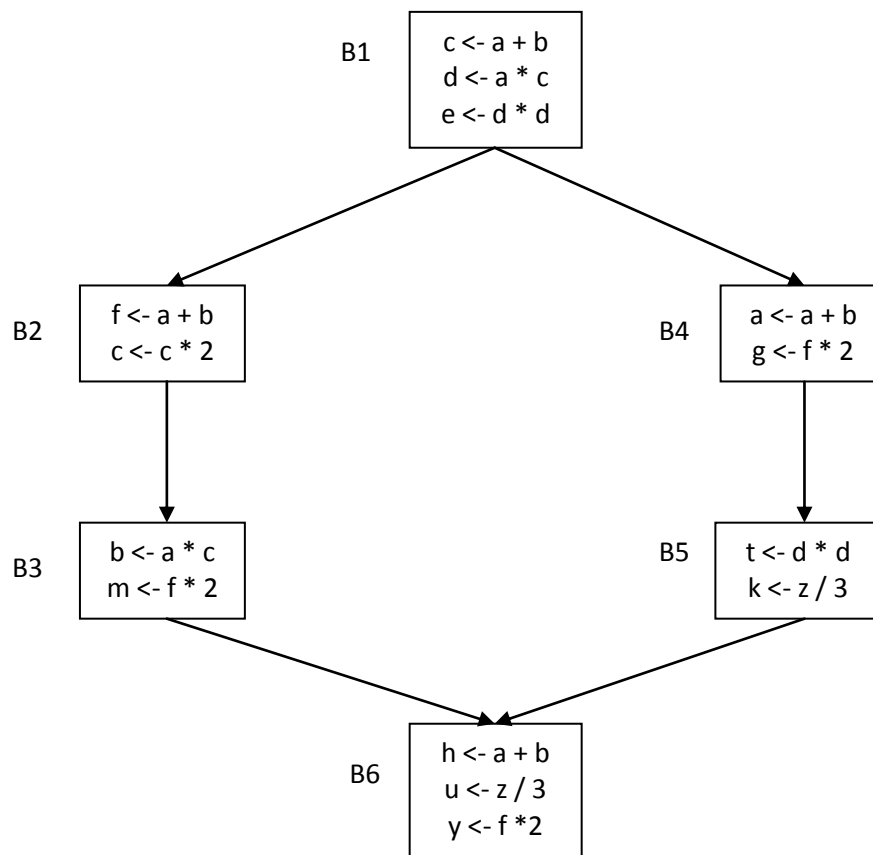 B1
c <- a + b
d <- a * c
e <- d * d
B2
f <- a + b
c <- c * 2
B4
a <- a + b
g <- f * 2
B3
b <- a * c
m <- f * 2
B5
t <- d * d
k <- z / 3
B6
h <- a + b
u <- z / 3
y <- f *2